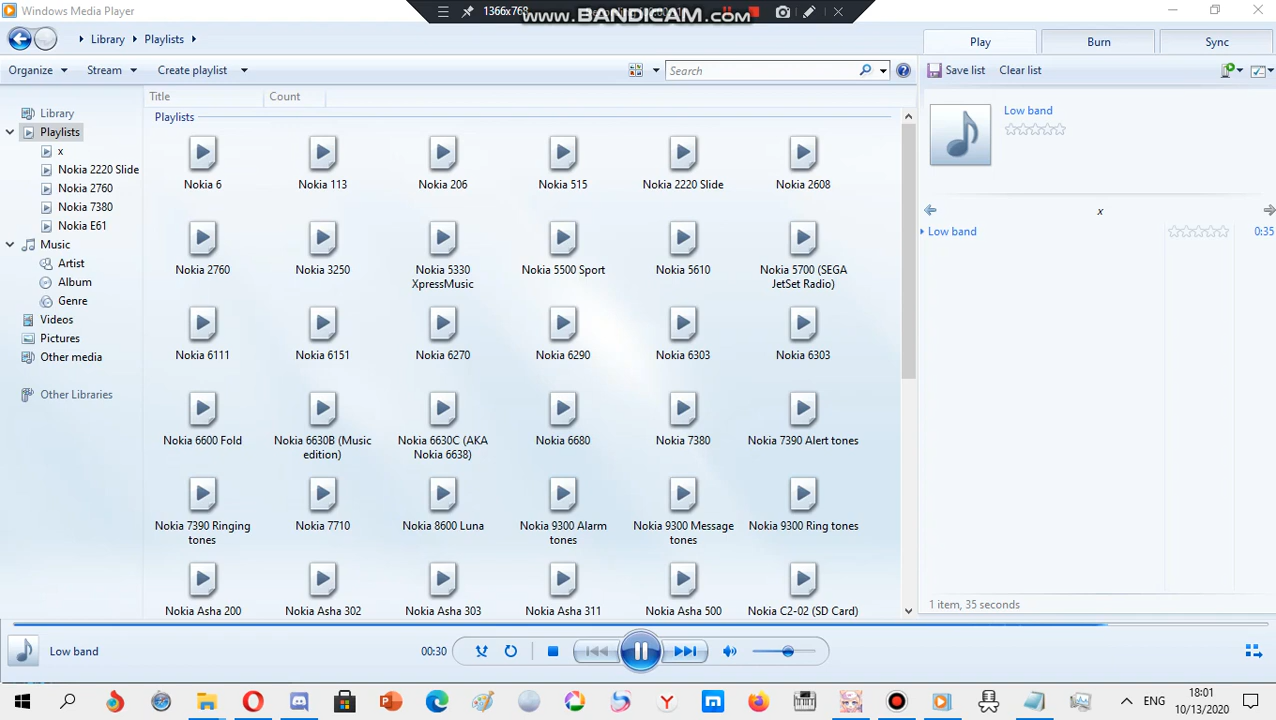 Windows Media Player
1366x768
www.BANDICAM.com
Library
Playlists
Play
Burn
Sync
Organize
Stream
Create playlist
Search
Save list
Clear list
Title
Count
Library
Playlists
x
Nokia 2220 Slide
Nokia 2760
Nokia 7380
Nokia E61
Music
Artist
Album
Genre
Videos
Pictures
Other media
Other Libraries
Playlists
Nokia 6
Nokia 113
Nokia 206
Nokia 515
Nokia 2220 Slide
Nokia 2608
Nokia 2760
Nokia 3250
Nokia 5330
XpressMusic
Nokia 5500 Sport
Nokia 5610
Nokia 5700 (SEGA
JetSet Radio)
Nokia 6111
Nokia 6151
Nokia 6270
Nokia 6290
Nokia 6303
Nokia 6303
Nokia 6600 Fold
Nokia 6630B (Music
edition)
Nokia 6630C (AKA
Nokia 6638)
Nokia 6680
Nokia 7380
Nokia 7390 Alert tones
Nokia 7390 Ringing
tones
Nokia 7710
Nokia 8600 Luna
Nokia 9300 Alarm
tones
Nokia 9300 Message
tones
Nokia 9300 Ring tones
Nokia Asha 200
Nokia Asha 302
Nokia Asha 303
Nokia Asha 311
Nokia Asha 500
Nokia C2-02 (SD Card)
Low band
x
Low band
0:35
1 item, 35 seconds
Low band
00:30
ENG
18:01
10/13/2020